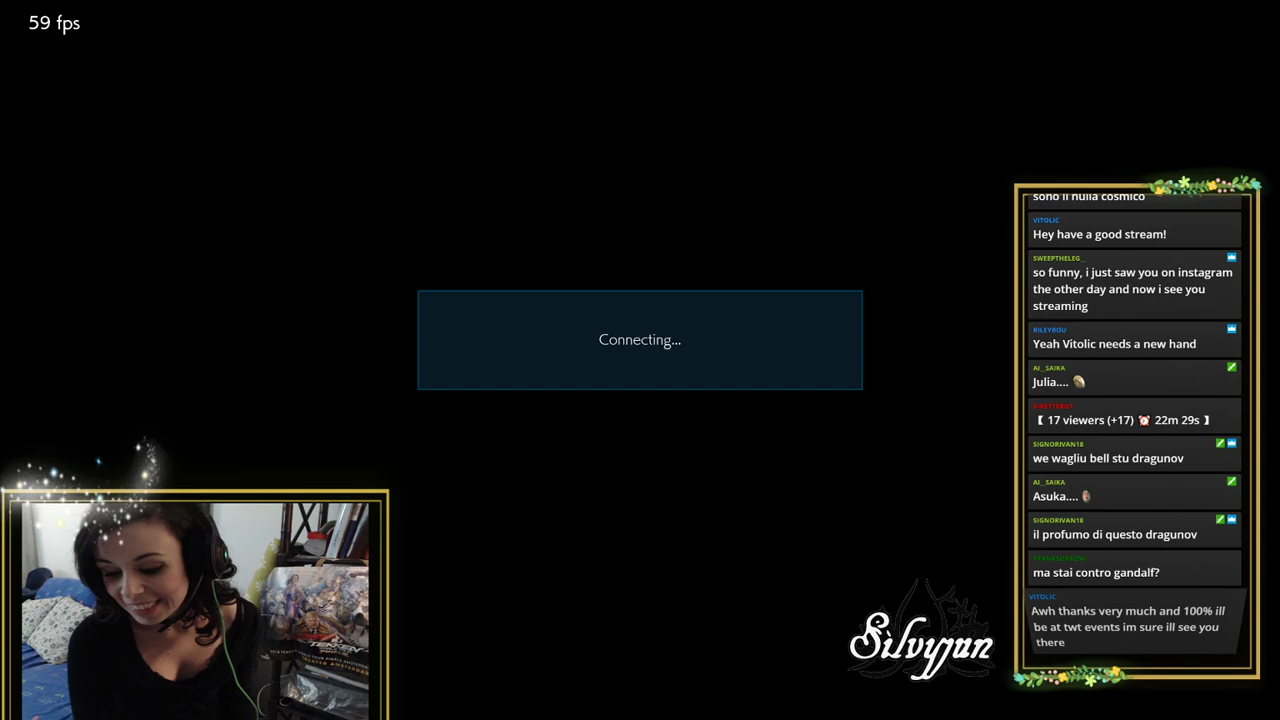 59 fps
Connecting...
sono il nulla cosmico
VITOLIC
Hey have a good stream!
SWEEPTHELEG_
so funny, i just saw you on instagram
the other day and now i see you
streaming
RILEYBOU
Yeah Vitolic needs a new hand
AI_SAIKA
Julia....
【 17 viewers (+17) ⏰ 22m 29s 】
SIGNORIVAN18
we wagliu bell stu dragunov
AI_SAIKA
Asuka....
SIGNORIVAN18
il profumo di questo dragunov
ma stai contro gandalf?
VITOLIC
Awh thanks very much and 100% ill
be at twt events im sure ill see you
there
Silvyjun
TEKKEN